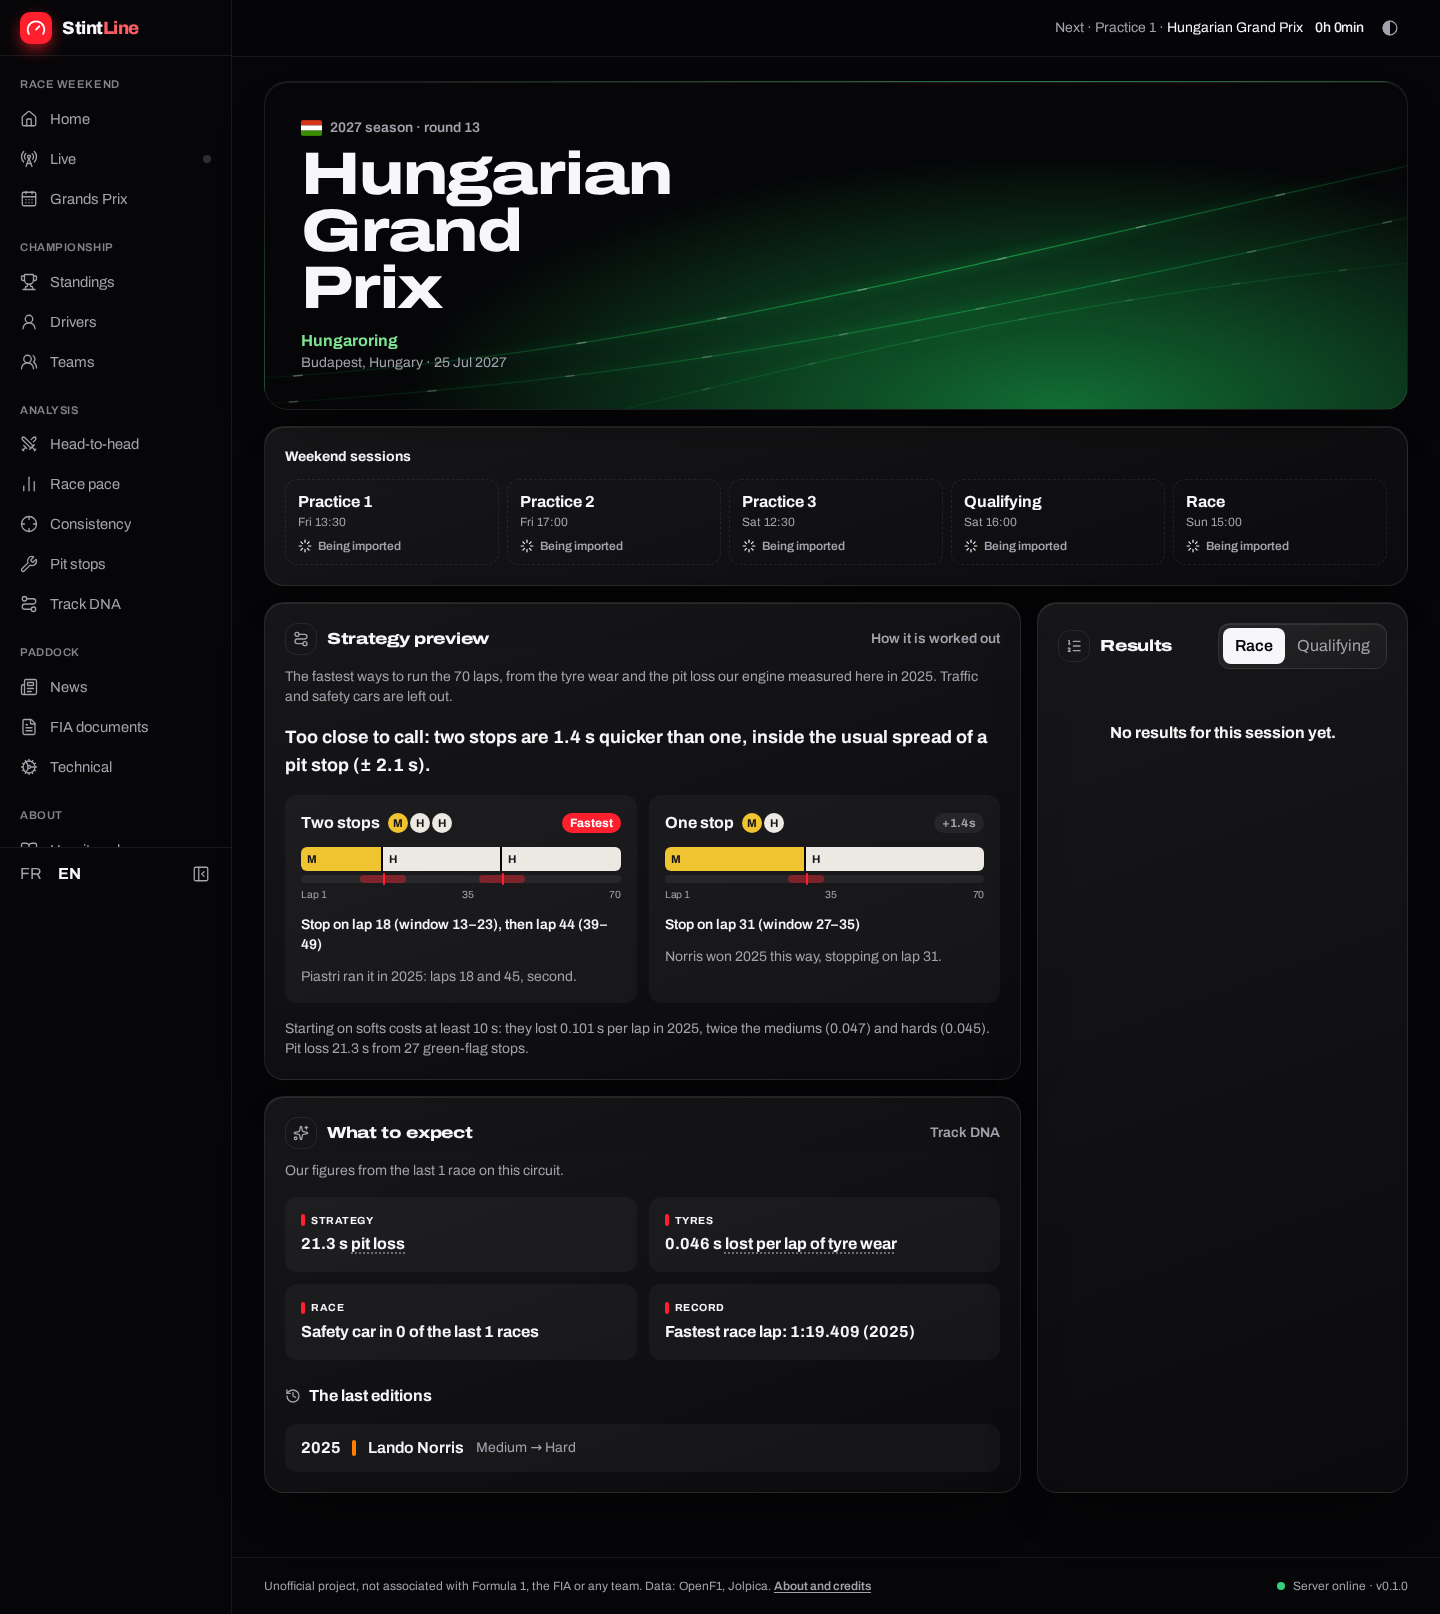 StintLine
Next · Practice 1 · Hungarian Grand Prix 0h 0min
RACE WEEKEND
Home
Live
Grands Prix
CHAMPIONSHIP
Standings
Drivers
Teams
ANALYSIS
Head-to-head
Race pace
Consistency
Pit stops
Track DNA
PADDOCK
News
FIA documents
Technical
ABOUT
FR EN
2027 season · round 13
Hungarian
Grand
Prix
Hungaroring
Budapest, Hungary · 25 Jul 2027
Weekend sessions
Practice 1
Fri 13:30
Being imported
Practice 2
Fri 17:00
Being imported
Practice 3
Sat 12:30
Being imported
Qualifying
Sat 16:00
Being imported
Race
Sun 15:00
Being imported
Strategy preview
How it is worked out
The fastest ways to run the 70 laps, from the tyre wear and the pit loss our engine measured here in 2025. Traffic
and safety cars are left out.
Too close to call: two stops are 1.4 s quicker than one, inside the usual spread of a
pit stop (± 2.1 s).
Two stops M H H Fastest
M H H
Lap 1 35 70
Stop on lap 18 (window 13–23), then lap 44 (39–
49)
Piastri ran it in 2025: laps 18 and 45, second.
One stop M H +1.4s
M H
Lap 1 35 70
Stop on lap 31 (window 27–35)
Norris won 2025 this way, stopping on lap 31.
Starting on softs costs at least 10 s: they lost 0.101 s per lap in 2025, twice the mediums (0.047) and hards (0.045).
Pit loss 21.3 s from 27 green-flag stops.
Results
Race Qualifying
No results for this session yet.
What to expect
Track DNA
Our figures from the last 1 race on this circuit.
STRATEGY
21.3 s pit loss
TYRES
0.046 s lost per lap of tyre wear
RACE
Safety car in 0 of the last 1 races
RECORD
Fastest race lap: 1:19.409 (2025)
The last editions
2025 Lando Norris Medium → Hard
Unofficial project, not associated with Formula 1, the FIA or any team. Data: OpenF1, Jolpica. About and credits
Server online · v0.1.0